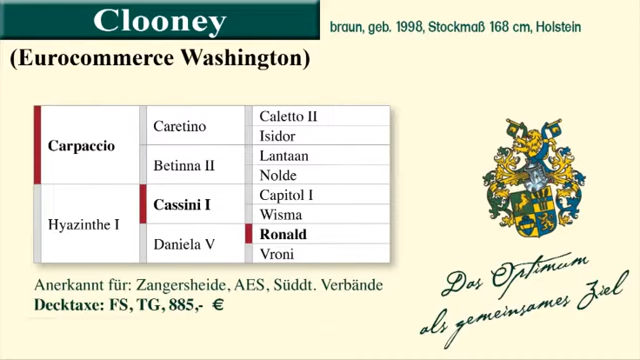 Clooney
braun, geb. 1998, Stockmaß 168 cm, Holstein
(Eurocommerce Washington)
Carpaccio
Caretino
Caletto II
Isidor
Betinna II
Lantaan
Nolde
Hyazinthe I
Cassini I
Capitol I
Wisma
Daniela V
Ronald
Vroni
Anerkannt für: Zangersheide, AES, Süddt. Verbände
Decktaxe: FS, TG, 885,- €
Das Optimum
als gemeinsames Ziel